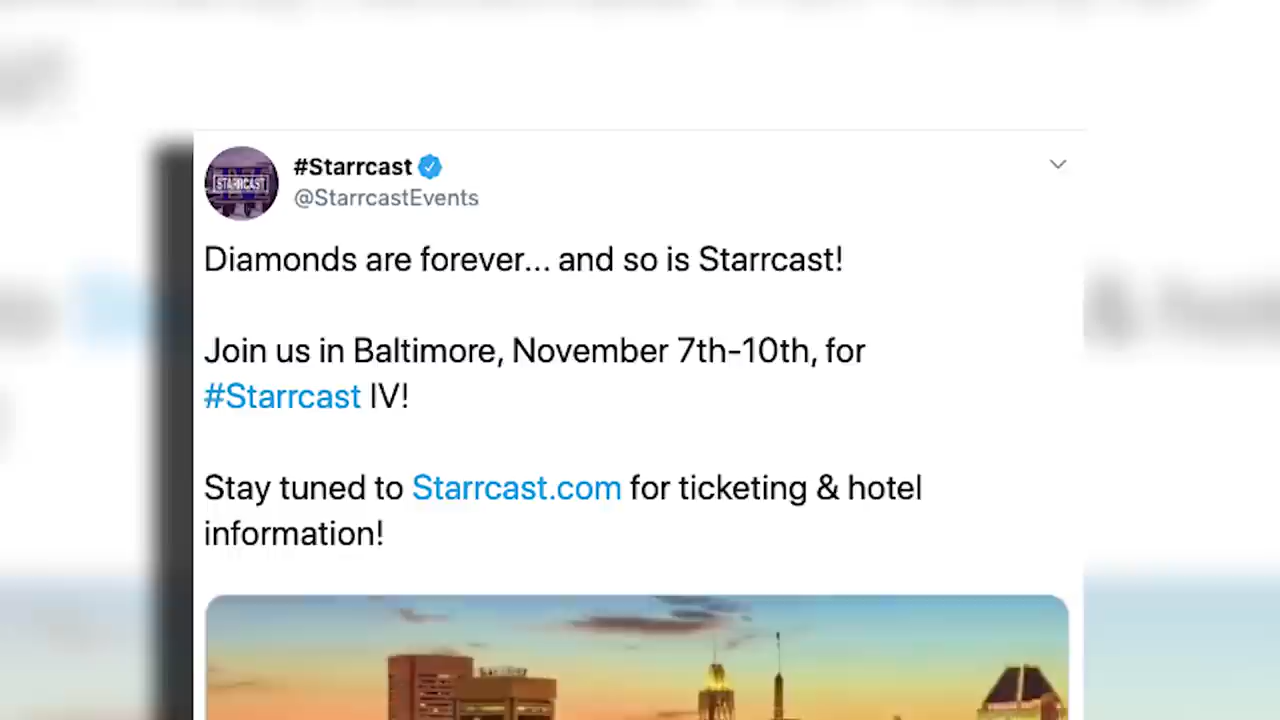 #Starrcast
@StarrcastEvents
STARRCAST
Diamonds are forever... and so is Starrcast!
Join us in Baltimore, November 7th-10th, for
#Starrcast IV!
Stay tuned to Starrcast.com for ticketing & hotel
information!